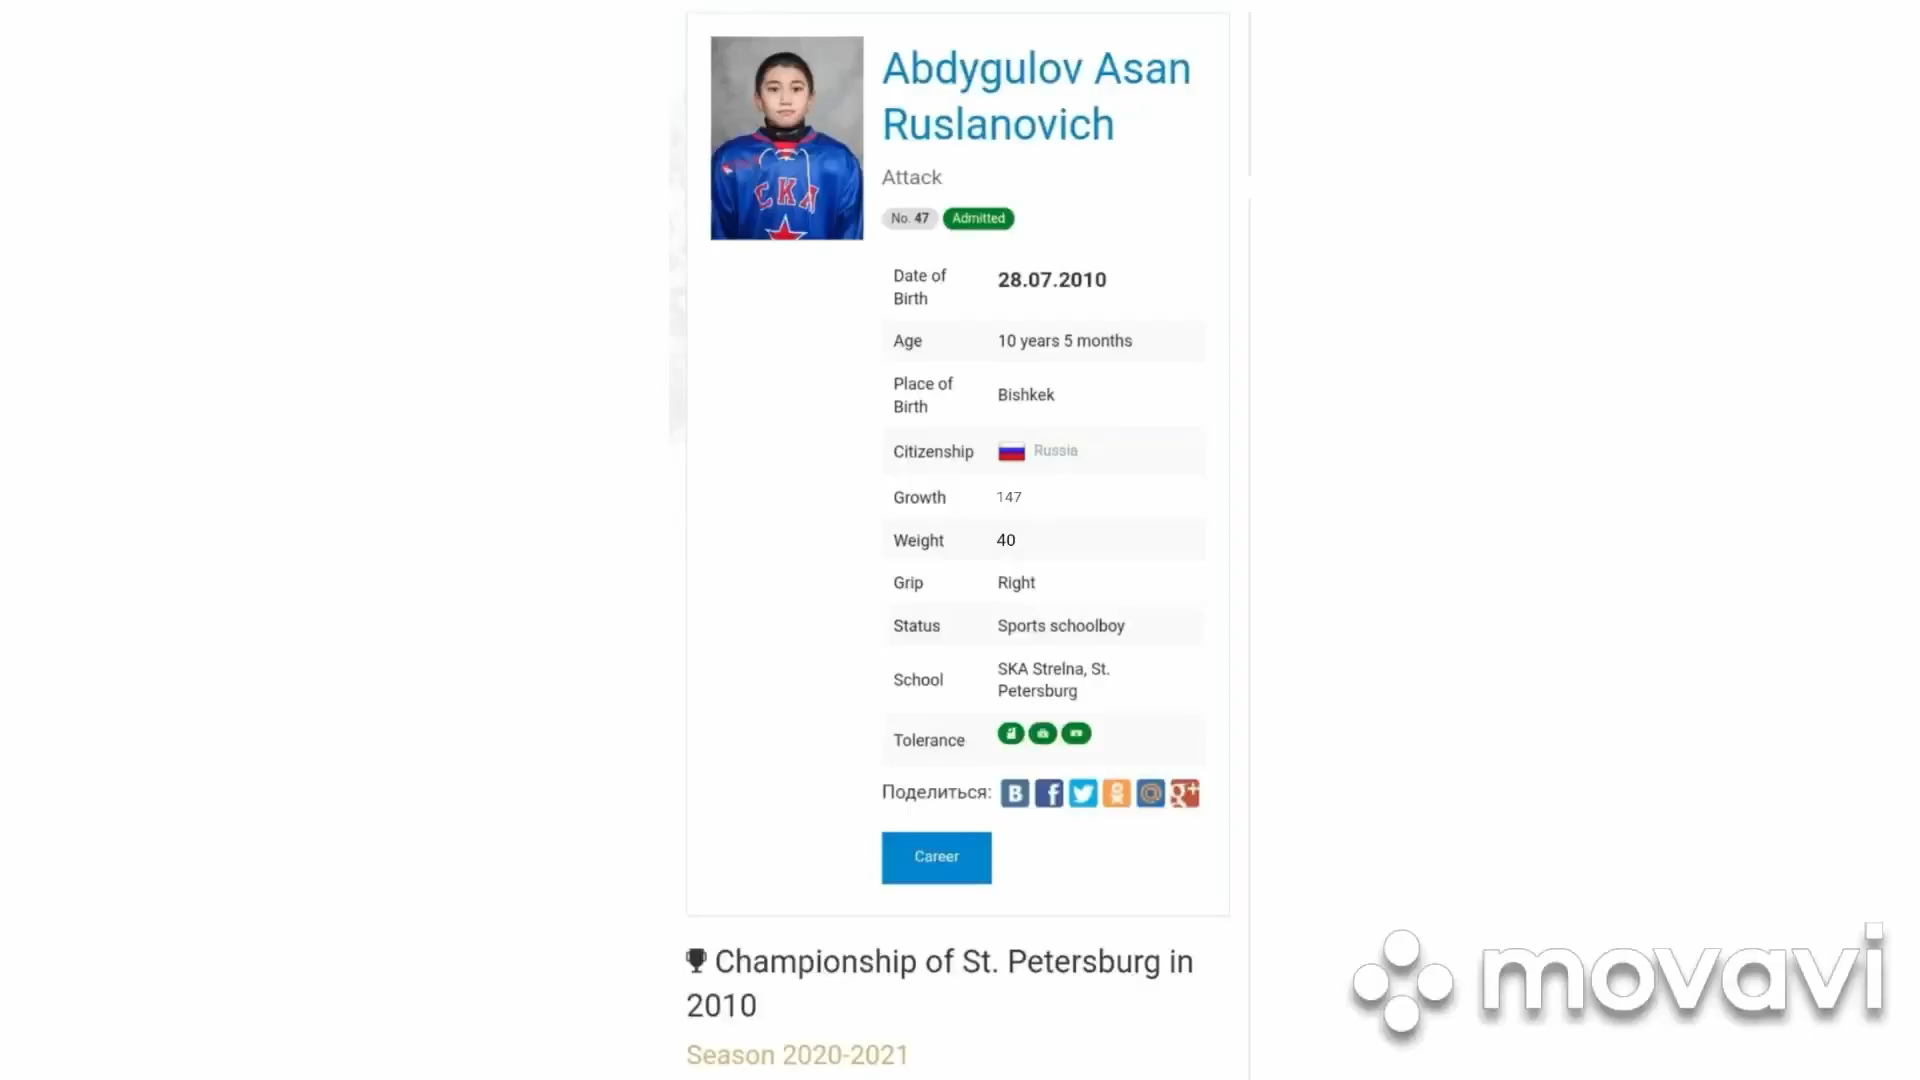 Abdygulov Asan
Ruslanovich
Attack
No. 47 Admitted
Date of
Birth
28.07.2010
Age 10 years 5 months
Place of
Birth
Bishkek
Citizenship Russia
Growth 147
Weight 40
Grip Right
Status Sports schoolboy
School
SKA Strelna, St.
Petersburg
Tolerance
Поделиться:
Career
Championship of St. Petersburg in
2010
Season 2020-2021
СКА
movavi